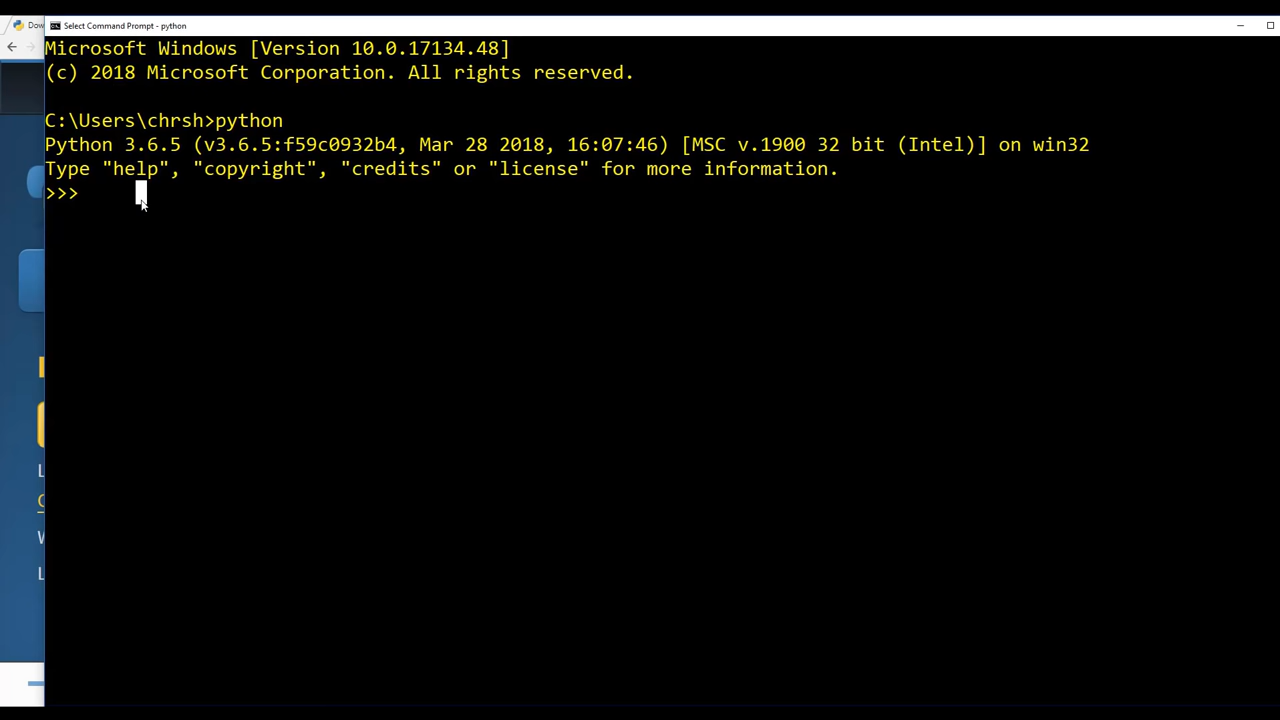 Dow
Select Command Prompt - python
Microsoft Windows [Version 10.0.17134.48]
(c) 2018 Microsoft Corporation. All rights reserved.
C:\Users\chrsh>python
Python 3.6.5 (v3.6.5:f59c0932b4, Mar 28 2018, 16:07:46) [MSC v.1900 32 bit (Intel)] on win32
Type "help", "copyright", "credits" or "license" for more information.
>>>
L
W
L